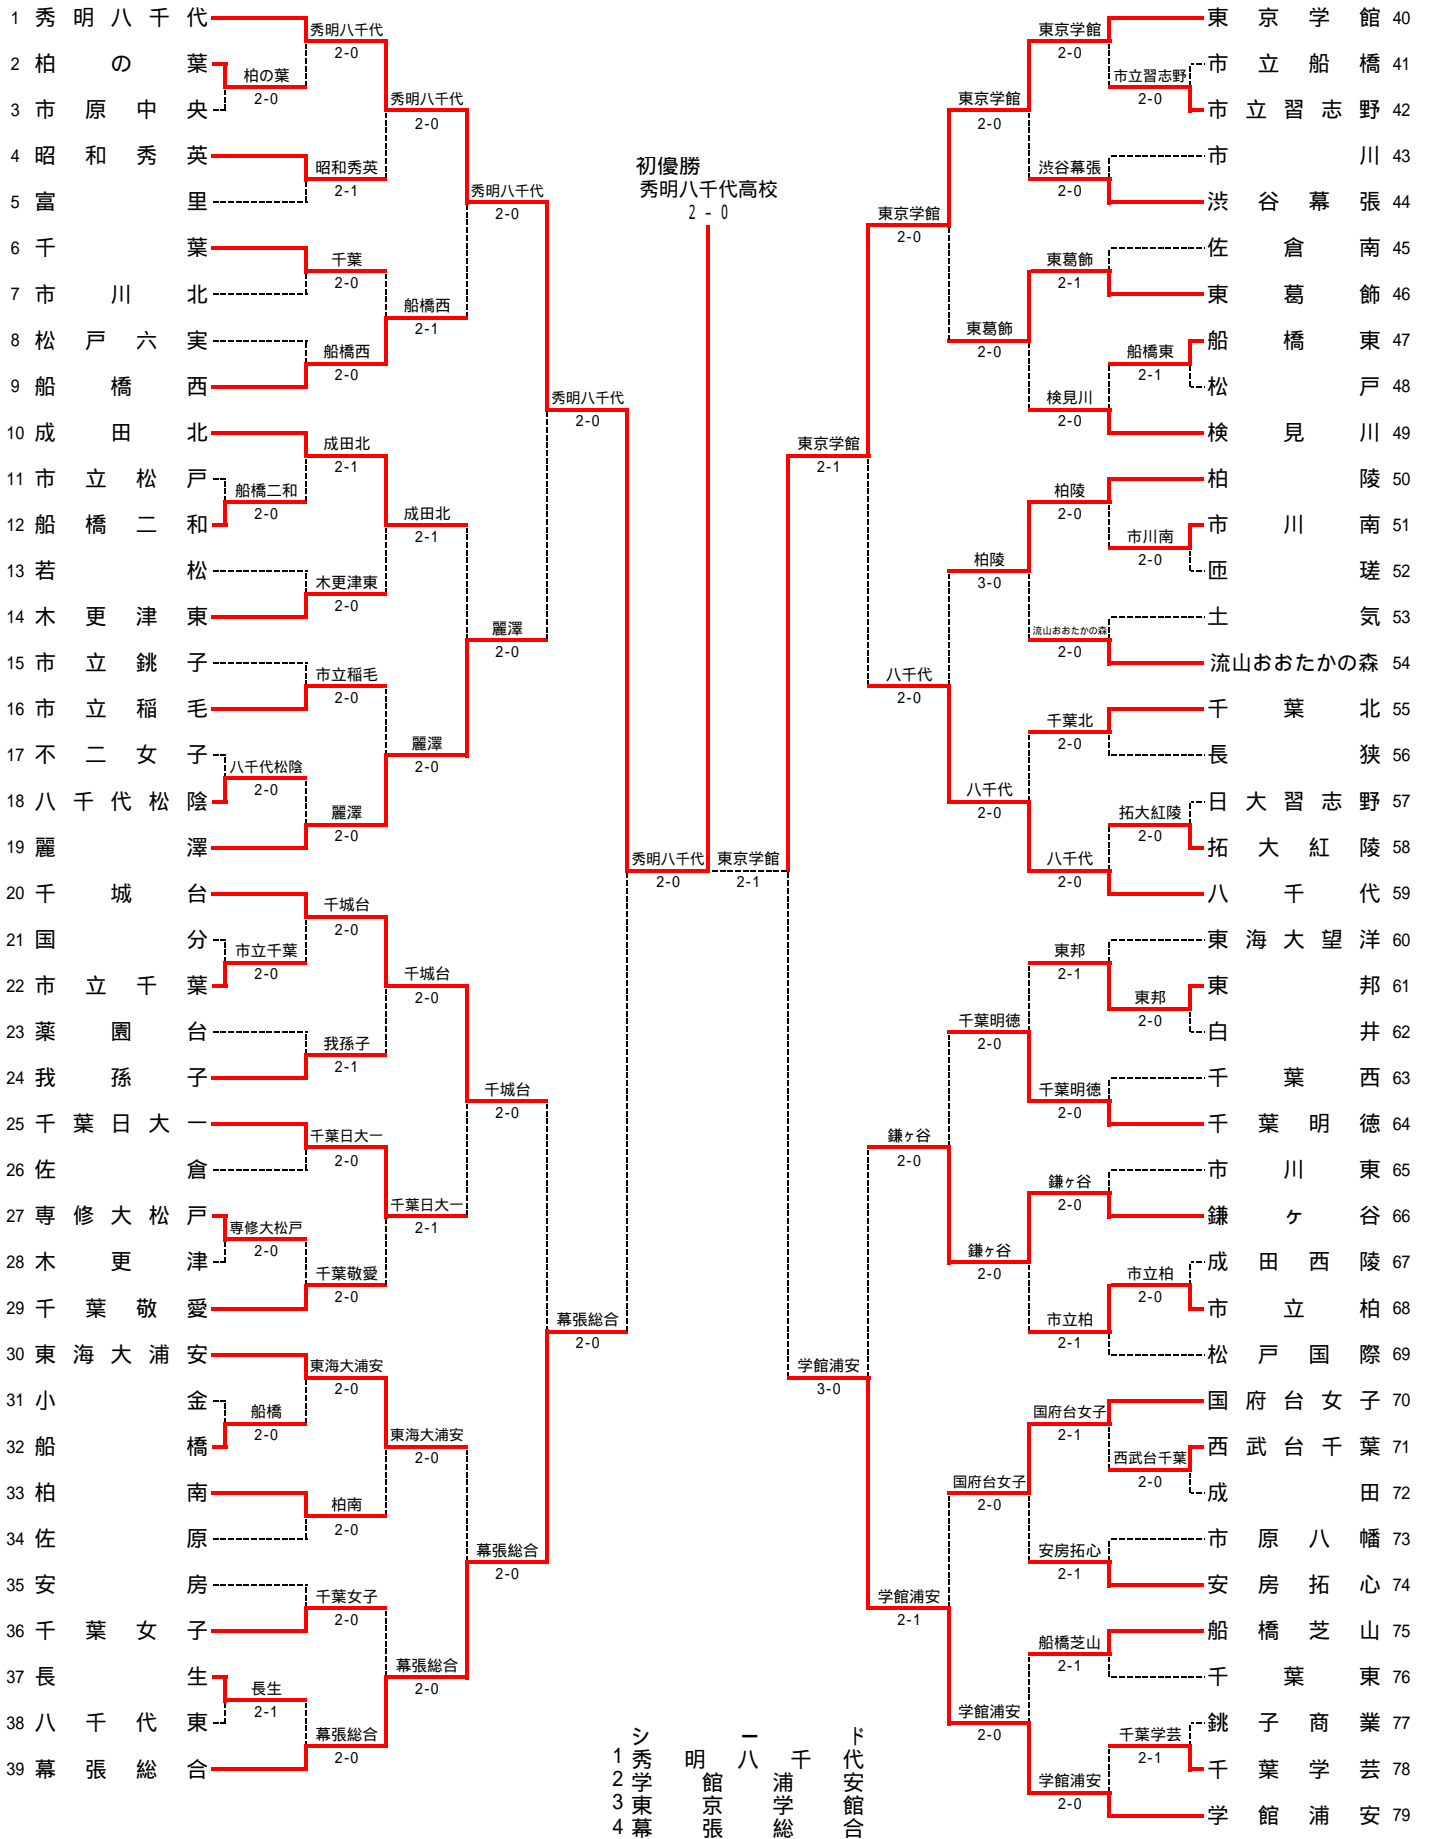 1 秀明八千代
2 柏の葉
3 市原中央
4 昭和秀英
5 富里
6 千葉
7 市川北
8 松戸六実
9 船橋西
10 成田北
11 市立松戸
12 船橋二和
13 若松
14 木更津東
15 市立銚子
16 市立稲毛
17 不二女子
18 八千代松陰
19 麗澤
20 千城台
21 国分
22 市立千葉
23 薬園台
24 我孫子
25 千葉日大一
26 佐倉
27 専修大松戸
28 木更津
29 千葉敬愛
30 東海大浦安
31 小金
32 船橋
33 柏南
34 佐原
35 安房
36 千葉女子
37 長生
38 八千代東
39 幕張総合
柏の葉
2-0
船橋二和
2-0
八千代松陰
2-0
市立千葉
2-0
専修大松戸
2-0
船橋
2-0
長生
2-1
秀明八千代
2-0
昭和秀英
2-1
千葉
2-0
船橋西
2-0
成田北
2-1
木更津東
2-0
市立稲毛
2-0
麗澤
2-0
千城台
2-0
我孫子
2-1
千葉日大一
2-0
千葉敬愛
2-0
東海大浦安
2-0
柏南
2-0
千葉女子
2-0
幕張総合
2-0
秀明八千代
2-0
船橋西
2-1
成田北
2-1
麗澤
2-0
千城台
2-0
千葉日大一
2-1
東海大浦安
2-0
幕張総合
2-0
秀明八千代
2-0
麗澤
2-0
千城台
2-0
幕張総合
2-0
秀明八千代
2-0
幕張総合
2-0
秀明八千代
2-0
初優勝
秀明八千代高校
2 - 0
東京学館
2-1
東京学館
2-1
学館浦安
3-0
東京学館
2-0
八千代
2-0
鎌ヶ谷
2-0
学館浦安
2-1
東京学館
2-0
東葛飾
2-0
柏陵
3-0
八千代
2-0
千葉明徳
2-0
鎌ヶ谷
2-0
国府台女子
2-0
学館浦安
2-0
東京学館
2-0
渋谷幕張
2-0
東葛飾
2-1
検見川
2-0
柏陵
2-0
流山おおたかの森
2-0
千葉北
2-0
八千代
2-0
東邦
2-1
千葉明徳
2-0
鎌ヶ谷
2-0
市立柏
2-1
国府台女子
2-1
安房拓心
2-1
船橋芝山
2-1
学館浦安
2-0
市立習志野
2-0
船橋東
2-1
市川南
2-0
拓大紅陵
2-0
東邦
2-0
市立柏
2-0
西武台千葉
2-0
千葉学芸
2-1
東京学館 40
市立船橋 41
市立習志野 42
市川 43
渋谷幕張 44
佐倉南 45
東葛飾 46
船橋東 47
松戸 48
検見川 49
柏陵 50
市川南 51
匝瑳 52
土気 53
流山おおたかの森 54
千葉北 55
長狭 56
日大習志野 57
拓大紅陵 58
八千代 59
東海大望洋 60
東邦 61
白井 62
千葉西 63
千葉明徳 64
市川東 65
鎌ヶ谷 66
成田西陵 67
市立柏 68
松戸国際 69
国府台女子 70
西武台千葉 71
成田 72
市原八幡 73
安房拓心 74
船橋芝山 75
千葉東 76
銚子商業 77
千葉学芸 78
学館浦安 79
シード
1 秀明八千代
2 学館浦安
3 東京学館
4 幕張総合